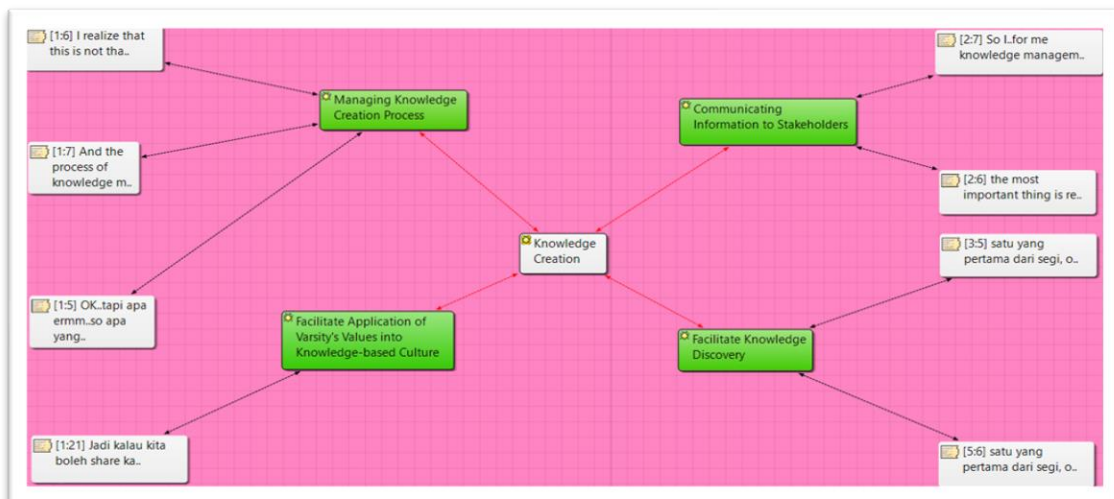 [1:6] I realize that
this is not tha..
[2:7] So I..for me
knowledge managem..
Managing Knowledge
Creation Process
Communicating
Information to Stakeholders
[1:7] And the
process of
knowledge m..
[2:6] the most
important thing is re..
Knowledge
Creation
[3:5] satu yang
pertama dari segi, o..
[1:5] OK..tapi apa
ermm..so apa
yang..
Facilitate Application of
Varsity's Values into
Knowledge-based Culture
Facilitate Knowledge
Discovery
[1:21] Jadi kalau kita
boleh share ka..
[5:6] satu yang
pertama dari segi, o..